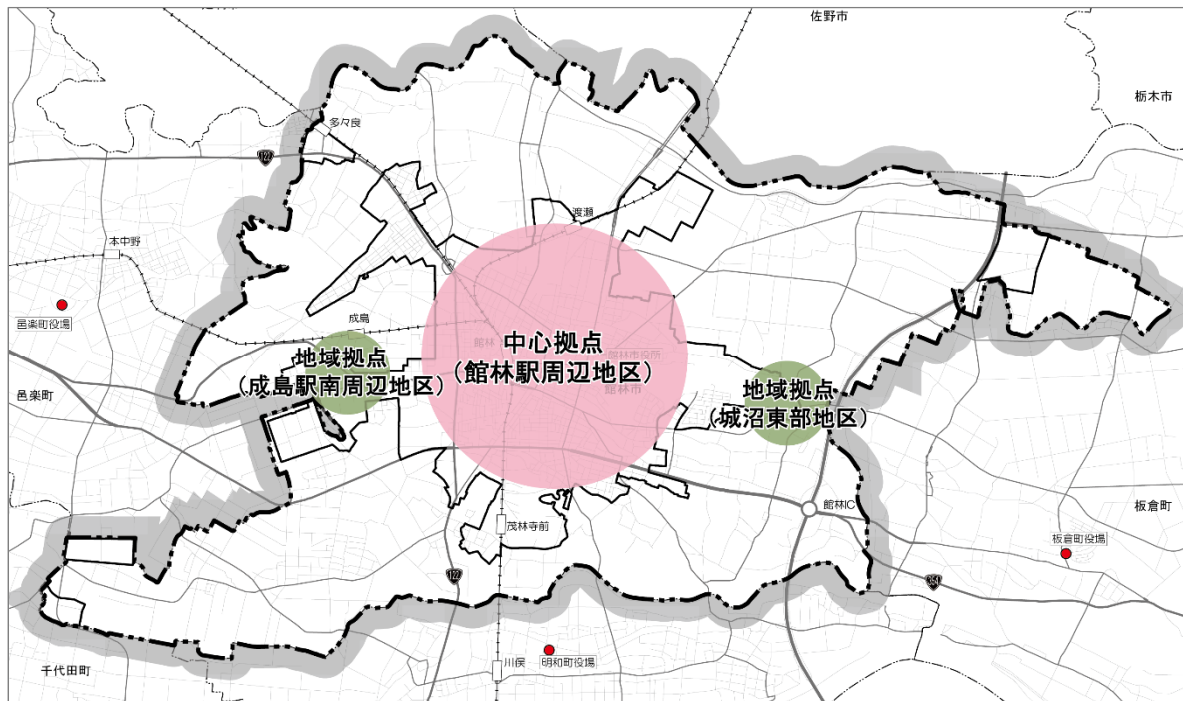 佐野市
栃木市
多々良
122
本中野
渡瀬
邑楽町役場
成島
館林
館林市役所
中心拠点
(館林駅周辺地区)
館林市
地域拠点
(成島駅南周辺地区)
地域拠点
(城沼東部地区)
邑楽町
館林IC
板倉町
茂林寺前
板倉町役場
122
354
千代田町
川俣
明和町役場